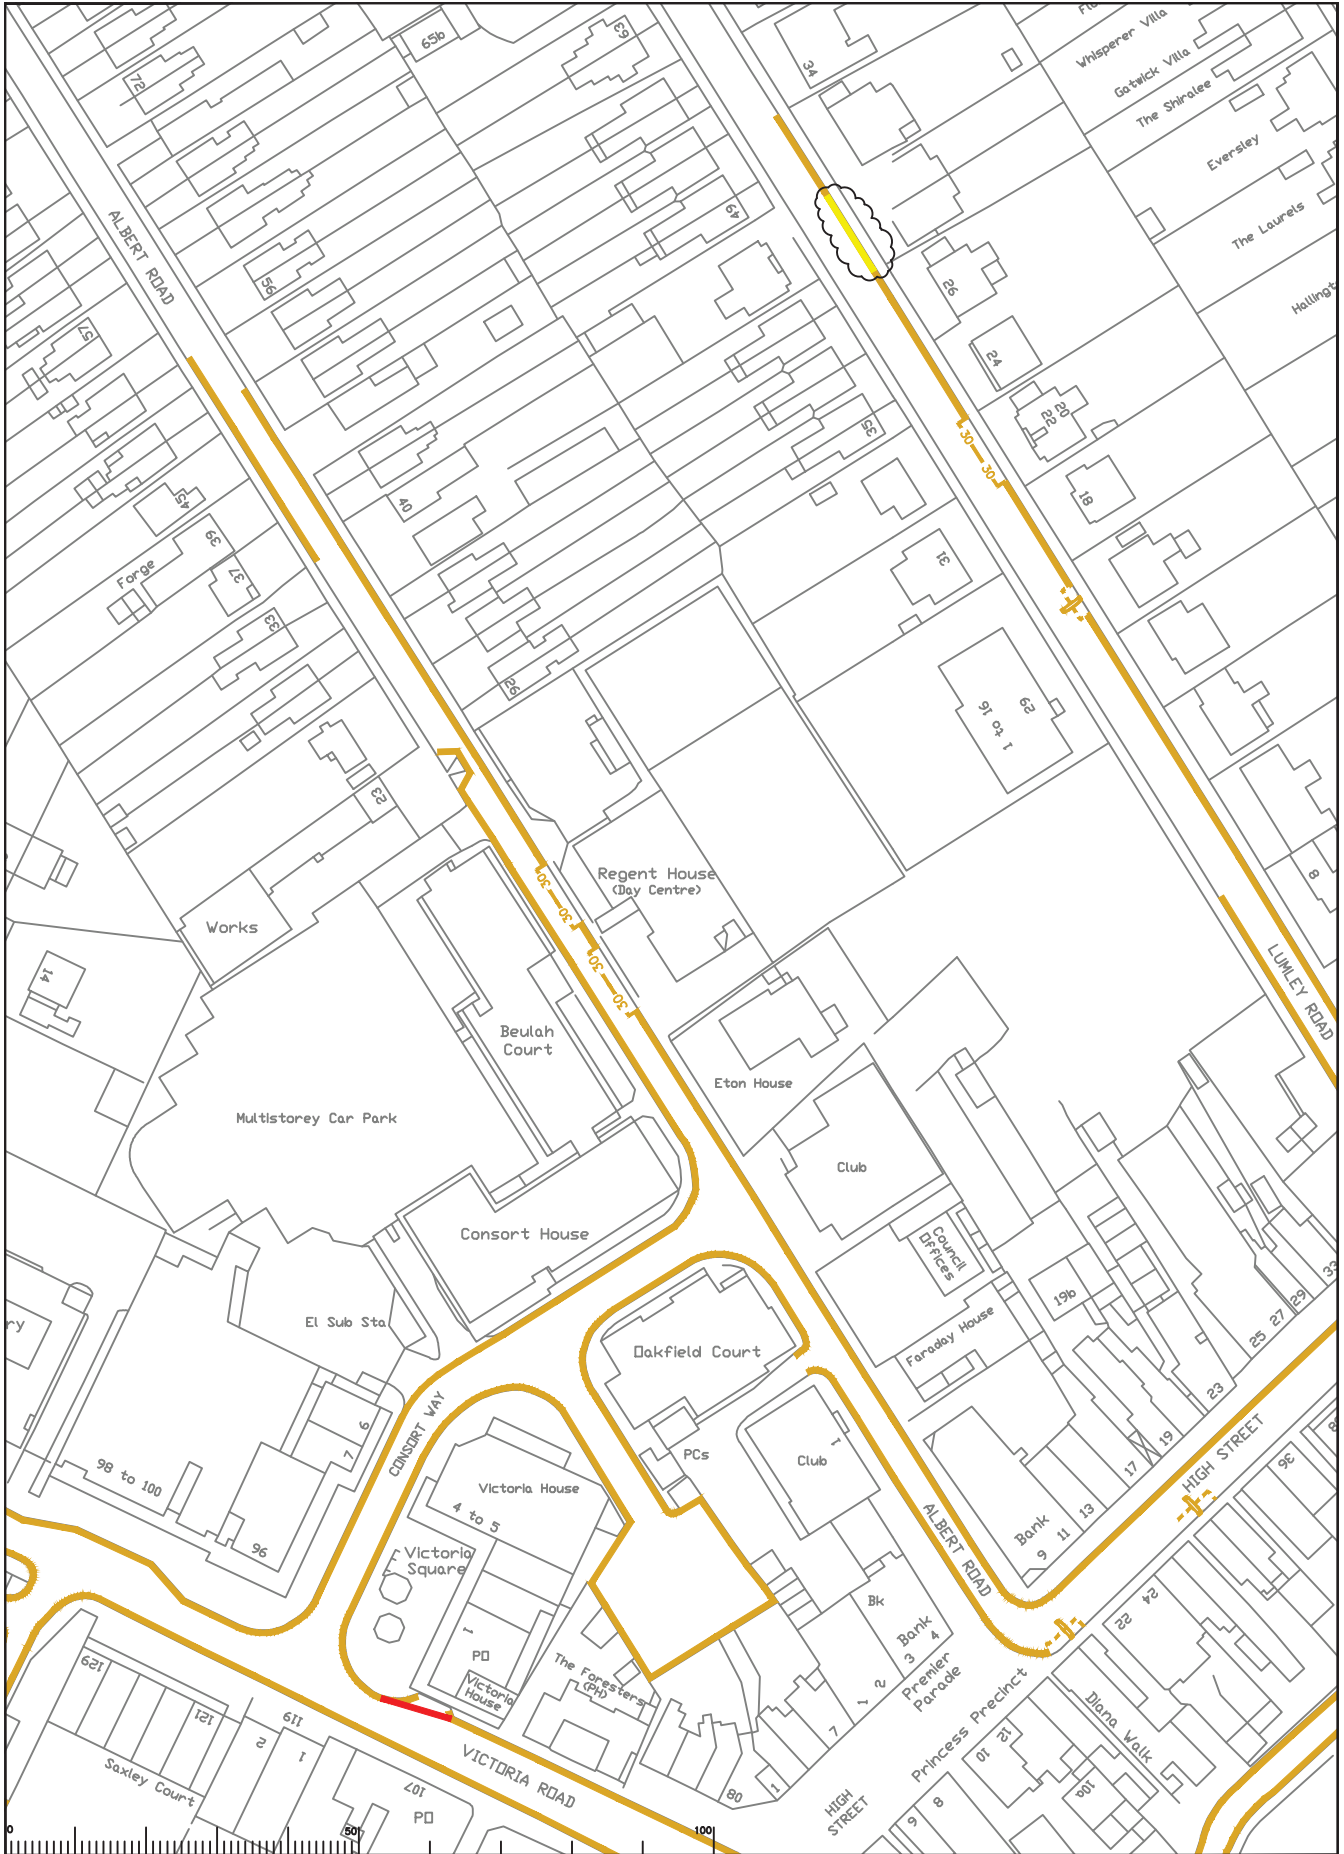 65b
63
34
Whisperer Villa
Gatwick Villa
The Shiralee
Eversley
The Laurels
72
ALBERT ROAD
49
56
26
57
24
20
22
35
30
30
18
40
45
39
Forge
37
31
33
26
29
1 to 16
23
8
Regent House
(Day Centre)
30
30
30
30
Works
14
LUMLEY ROAD
Beulah
Court
Eton House
Multistorey Car Park
Club
Consort House
Council
Offices
19b
33
29
27
25
El Sub Sta
Oakfield Court
Faraday House
23
CONSORT WAY
6
7
98 to 100
96
PCs
Club
1
19
17
HIGH STREET
36
Victoria House
4 to 5
Victoria
Square
ALBERT ROAD
Bank
13
11
9
24
22
Bk
Bank
4
3
2
1
Premier
Parade
1
PO
Victoria
House
The Foresters
(PH)
7
Princess Precinct
Diana Walk
129
121
119
2
1
107
PO
Saxley Court
VICTORIA ROAD
80
1
HIGH
STREET
12
10
10a
8
9
0
50
100